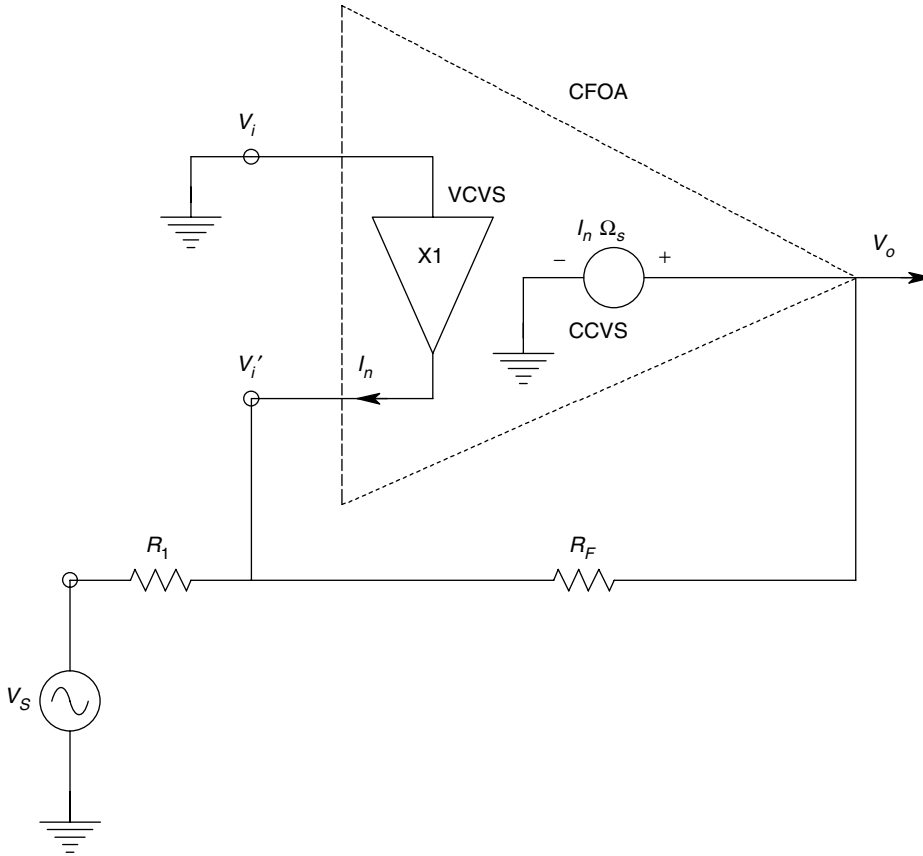 CFOA
Vi
VCVS
X1
In Ωs
− +
CCVS
Vo
Vi′
In
R1
RF
VS